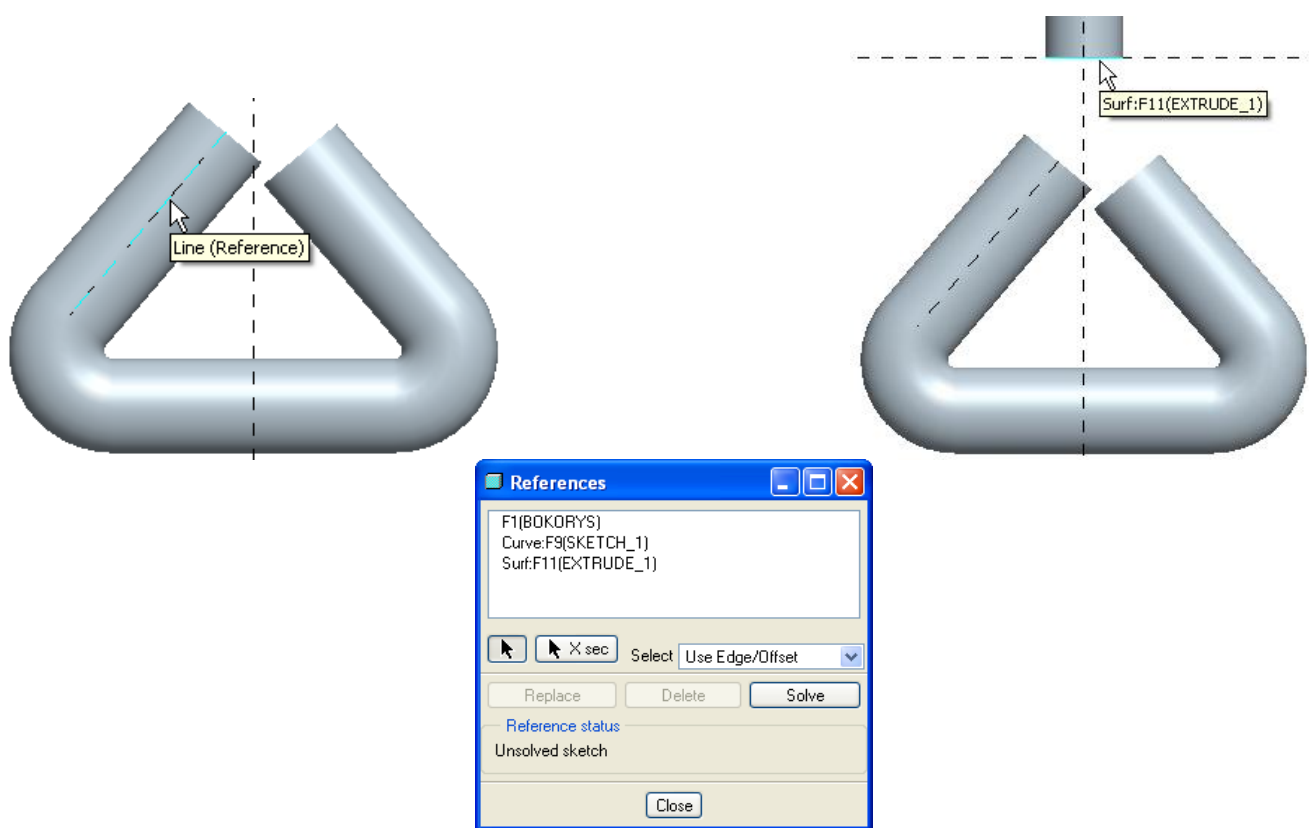 Surf:F11(EXTRUDE_1)
Line (Reference)
References
F1(BOKORYS)
Curve:F9(SKETCH_1)
Surf:F11(EXTRUDE_1)
X sec
Select
Use Edge/Offset
Replace
Delete
Solve
Reference status
Unsolved sketch
Close